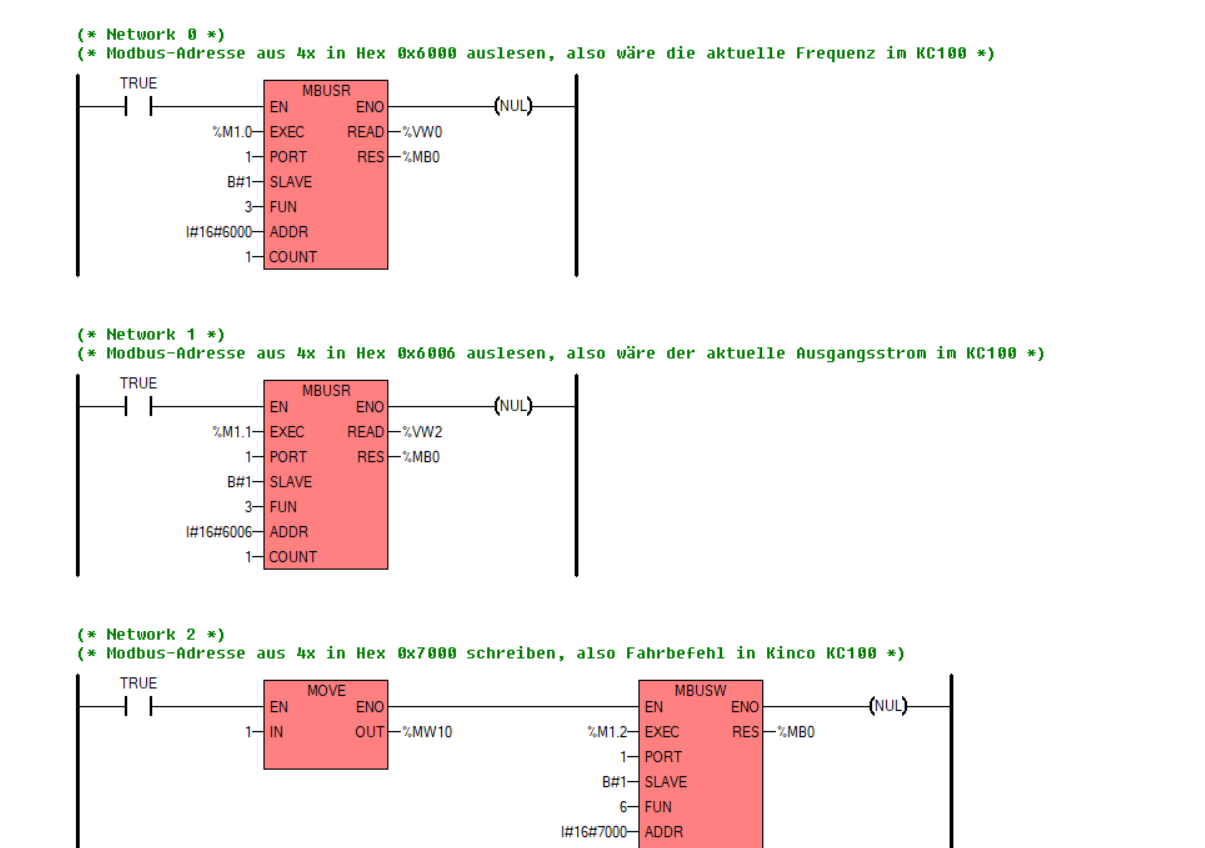 (* Network 0 *)
(* Modbus-Adresse aus 4x in Hex 0x6000 auslesen, also wäre die aktuelle Frequenz im KC100 *)
TRUE
MBUSR
EN ENO (NUL)
%M1.0 EXEC READ %VW0
1 PORT RES %MB0
B#1 SLAVE
3 FUN
I#16#6000 ADDR
1 COUNT
(* Network 1 *)
(* Modbus-Adresse aus 4x in Hex 0x6006 auslesen, also wäre der aktuelle Ausgangsstrom im KC100 *)
TRUE
MBUSR
EN ENO (NUL)
%M1.1 EXEC READ %VW2
1 PORT RES %MB0
B#1 SLAVE
3 FUN
I#16#6006 ADDR
1 COUNT
(* Network 2 *)
(* Modbus-Adresse aus 4x in Hex 0x7000 schreiben, also Fahrbefehl in Kinco KC100 *)
TRUE
MOVE MBUSW
EN ENO EN ENO (NUL)
1 IN OUT %MW10 %M1.2 EXEC RES %MB0
1 PORT
B#1 SLAVE
6 FUN
I#16#7000 ADDR